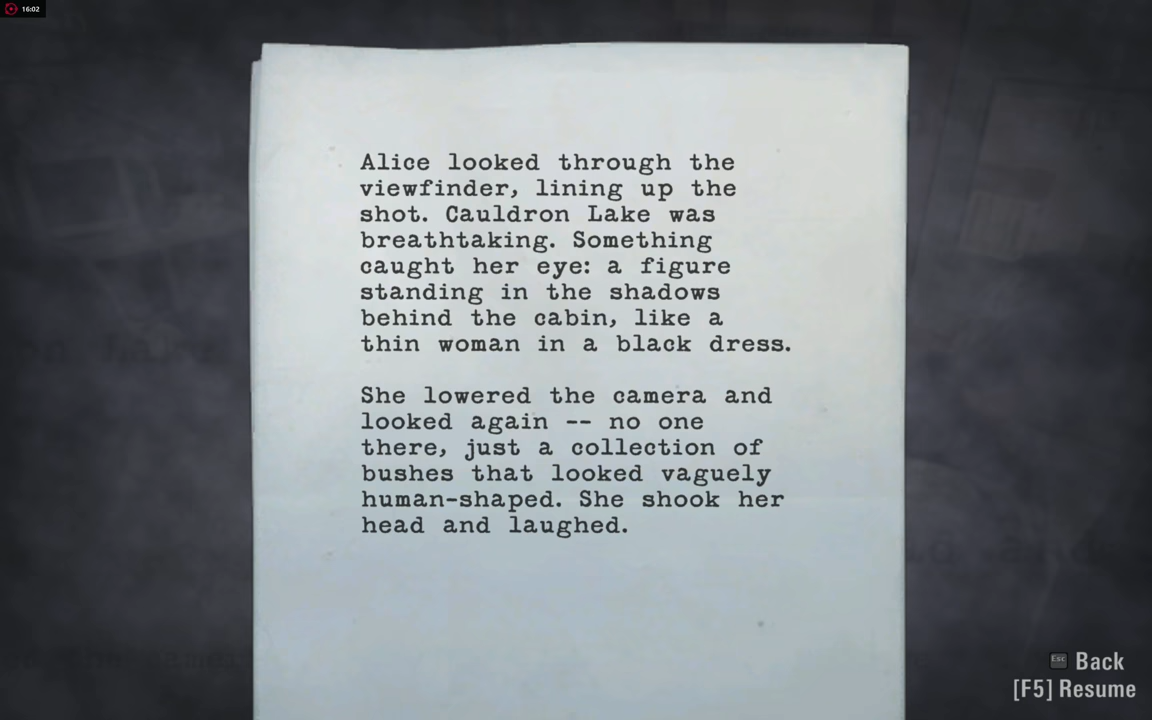 16:02
Alice looked through the
viewfinder, lining up the
shot. Cauldron Lake was
breathtaking. Something
caught her eye: a figure
standing in the shadows
behind the cabin, like a
thin woman in a black dress.
She lowered the camera and
looked again -- no one
there, just a collection of
bushes that looked vaguely
human-shaped. She shook her
head and laughed.
Esc Back
[F5] Resume